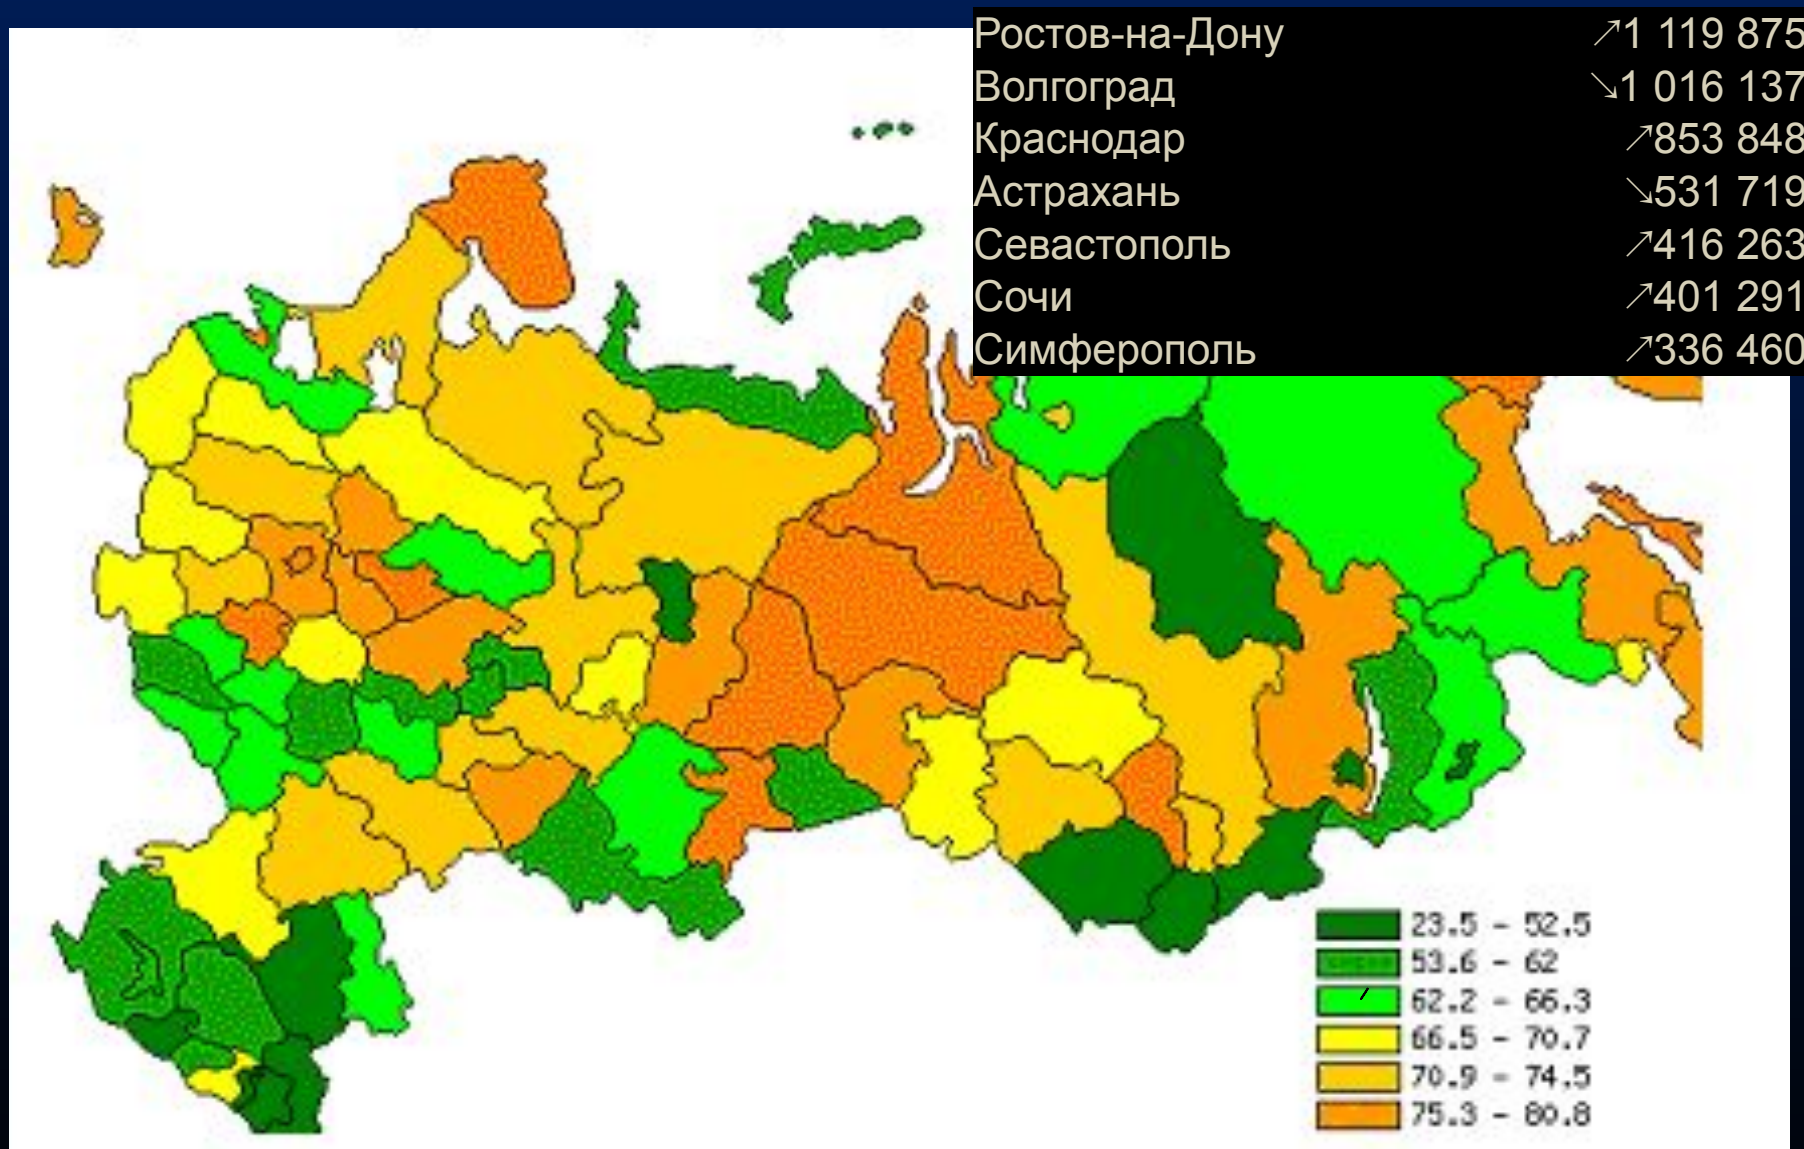 Ростов-на-Дону ↗1 119 875
Волгоград ↘1 016 137
Краснодар ↗853 848
Астрахань ↘531 719
Севастополь ↗416 263
Сочи ↗401 291
Симферополь ↗336 460
23.5 - 52.5
53.6 - 62
62.2 - 66.3
66.5 - 70.7
70.9 - 74.5
75.3 - 80.8